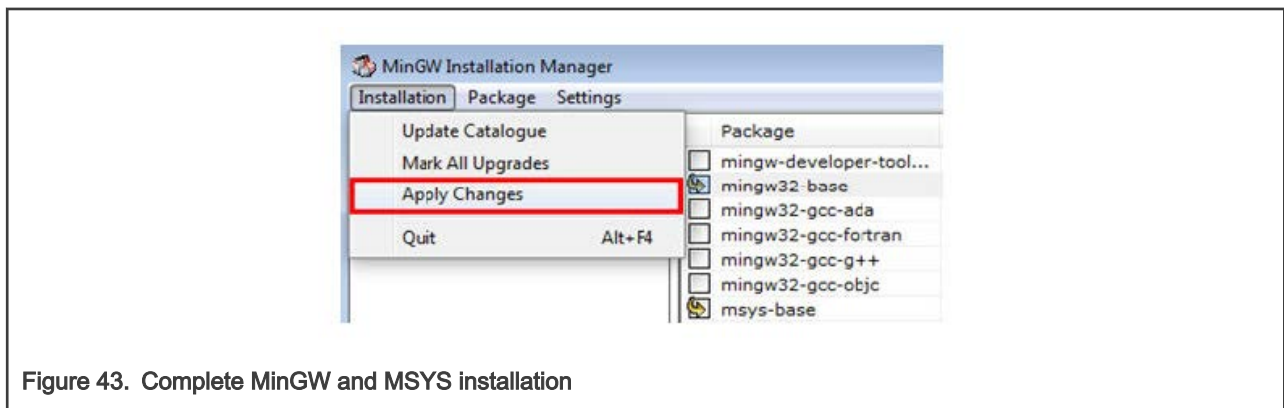 MinGW Installation Manager
Installation Package Settings
Update Catalogue
Mark All Upgrades
Apply Changes
Quit Alt+F4
Package
mingw-developer-tool...
mingw32-base
mingw32-gcc-ada
mingw32-gcc-fortran
mingw32-gcc-g++
mingw32-gcc-objc
msys-base
Figure 43. Complete MinGW and MSYS installation